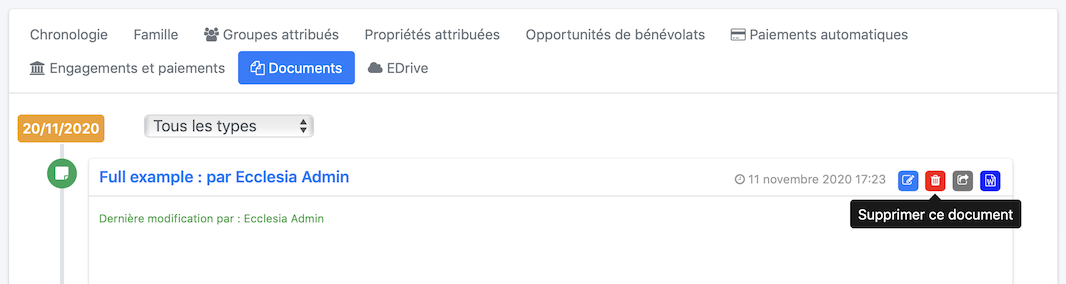 Chronologie Famille Groupes attribués Propriétés attribuées Opportunités de bénévolats Paiements automatiques
Engagements et paiements Documents EDrive
20/11/2020 Tous les types
Full example : par Ecclesia Admin 11 novembre 2020 17:23
Supprimer ce document
Dernière modification par : Ecclesia Admin